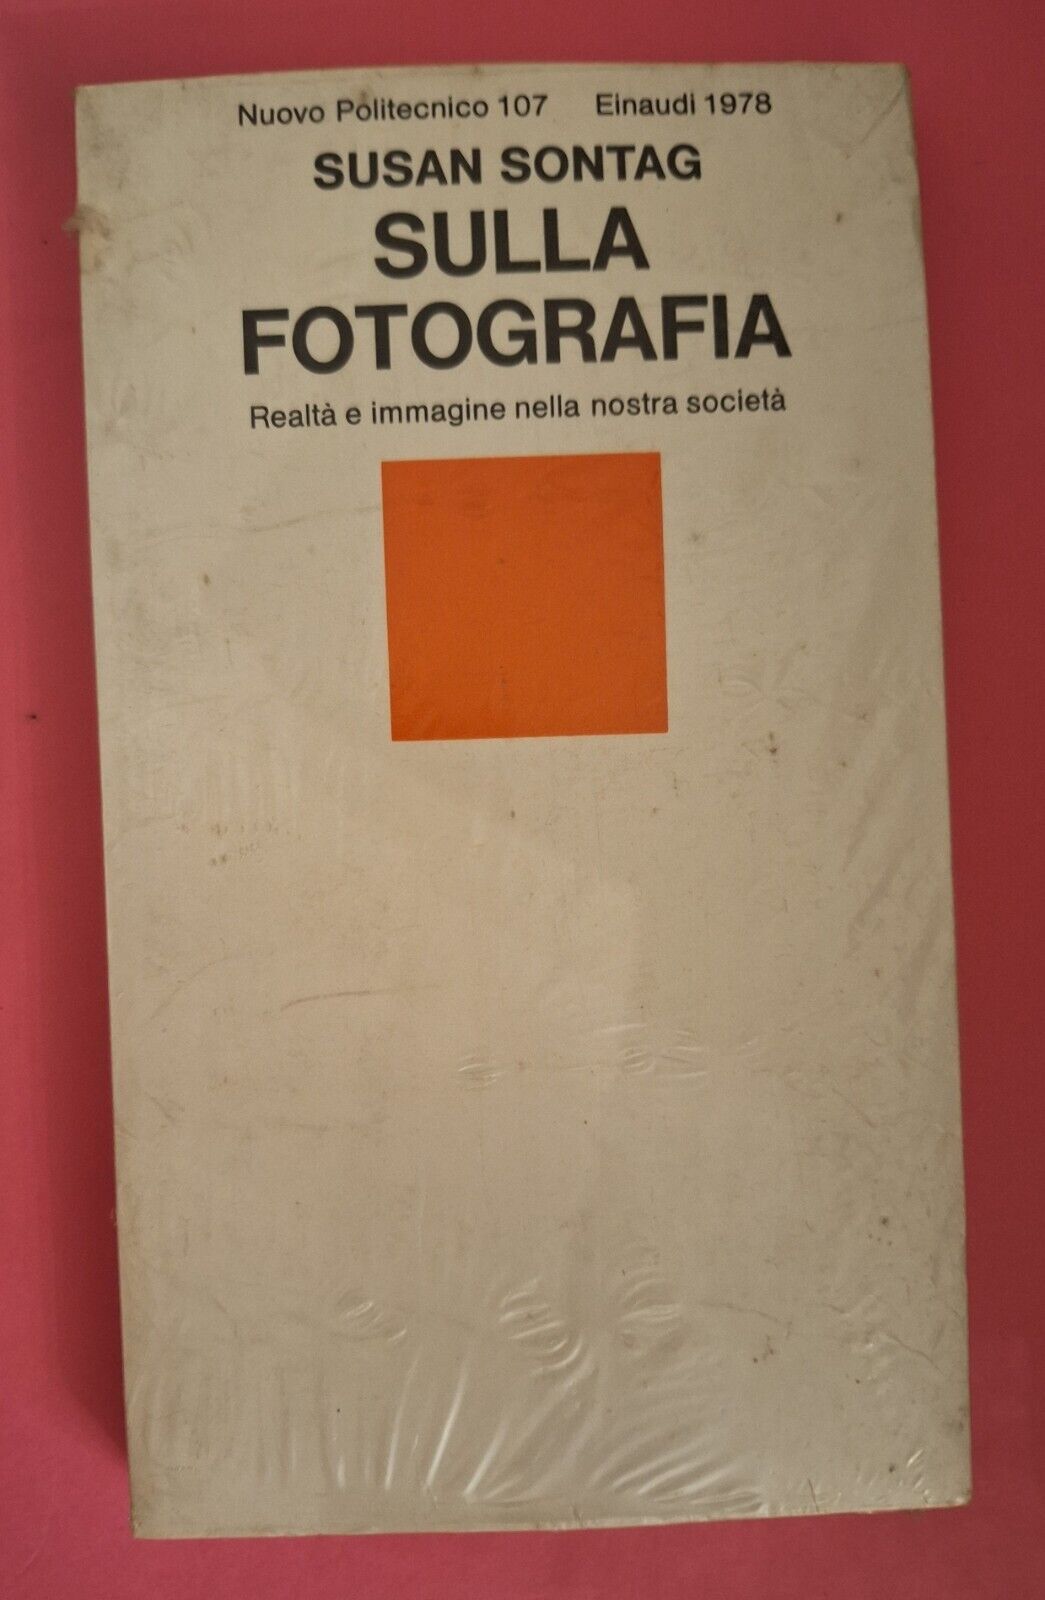 Nuovo Politecnico 107 Einaudi 1978
SUSAN SONTAG
SULLA
FOTOGRAFIA
Realtà e immagine nella nostra società